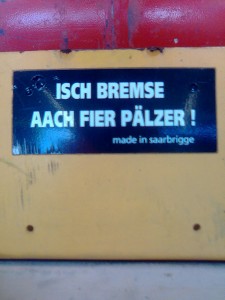 ISCH BREMSE
AACH FIER PÄLZER !
made in saarbrigge